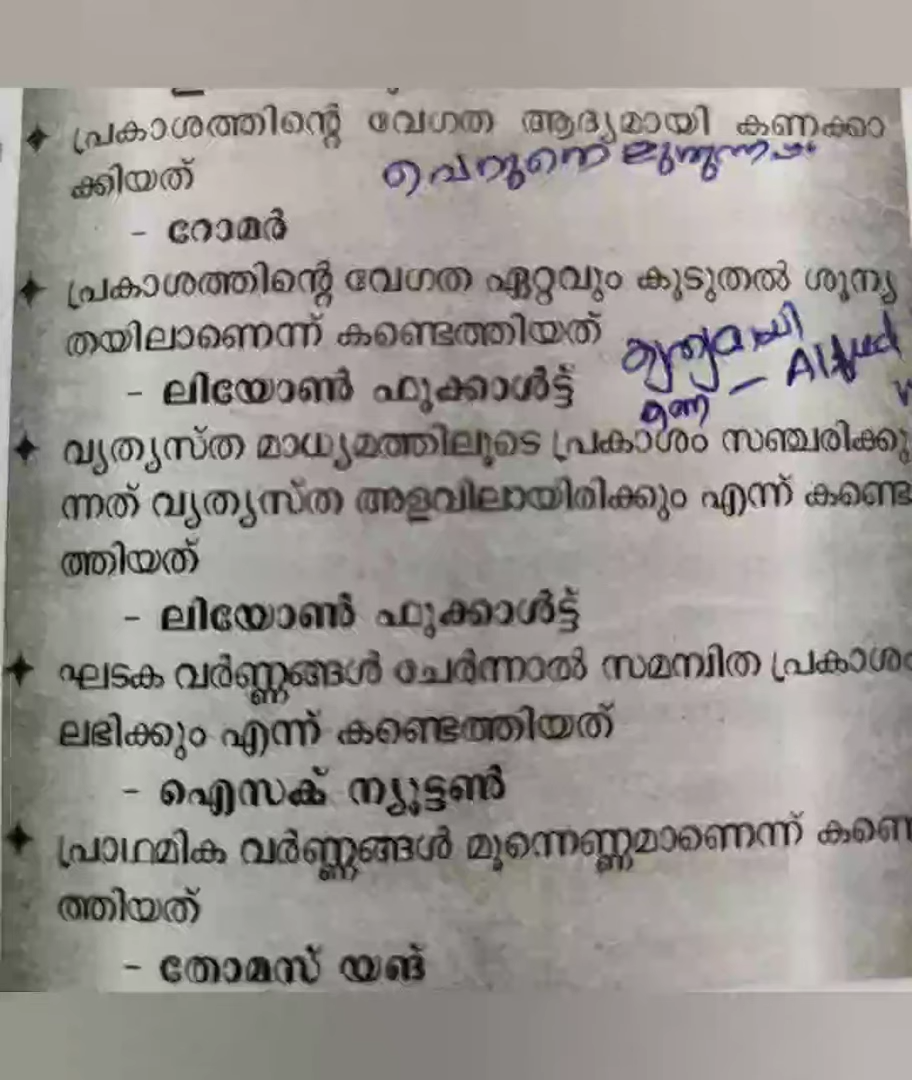 പ്രകാശത്തിന്റെ വേഗത ആദ്യമായി കണക്കാ
ക്കിയത്
- റോമർ
പ്രകാശത്തിന്റെ വേഗത ഏറ്റവും കൂടുതൽ ശൂന്യ
തയിലാണെന്ന് കണ്ടെത്തിയത്
- ലിയോൺ ഫുക്കാൾട്ട്
- Alfred
വ്യത്യസ്ത മാധ്യമത്തിലൂടെ പ്രകാശം സഞ്ചരിക്കു
ന്നത് വ്യത്യസ്ത അളവിലായിരിക്കും എന്ന് കണ്ടെ
ത്തിയത്
- ലിയോൺ ഫുക്കാൾട്ട്
ഘടക വർണ്ണങ്ങൾ ചേർന്നാൽ സമന്വിത പ്രകാശം
ലഭിക്കും എന്ന് കണ്ടെത്തിയത്
- ഐസക് ന്യൂട്ടൺ
പ്രാഥമിക വർണ്ണങ്ങൾ മൂന്നെണ്ണമാണെന്ന് കണ്ടെ
ത്തിയത്
- തോമസ് യങ്